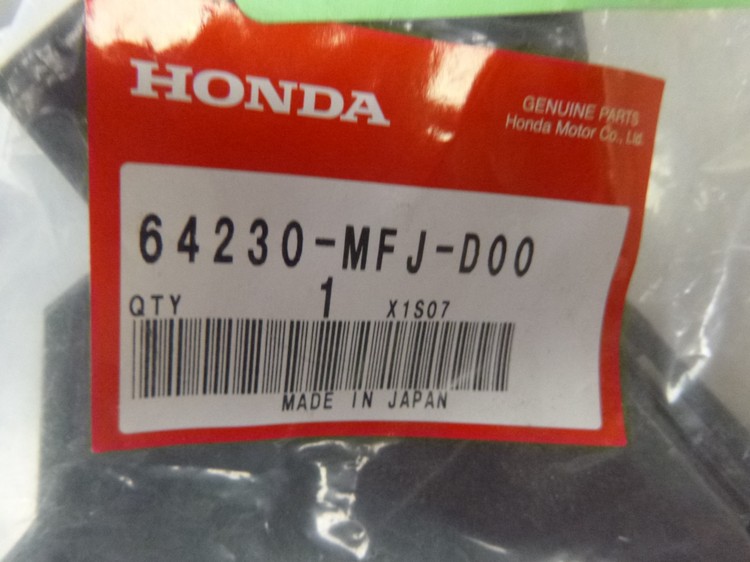 HONDA
GENUINE PARTS
Honda Motor Co., Ltd.
64230-MFJ-D00
QTY 1 X1S07
MADE IN JAPAN